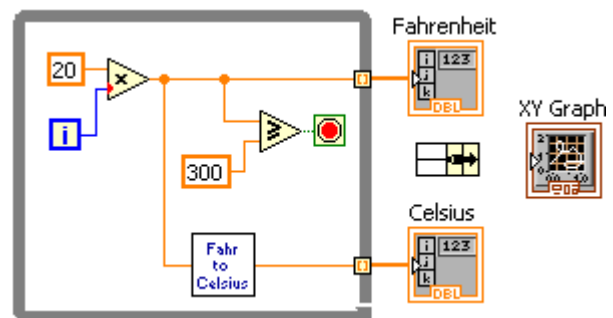 Fahrenheit
20
x
i
i
j
k
123
DBL
XY Graph
≥
300
Celsius
Fahr
to
Celsius
i
j
k
123
DBL